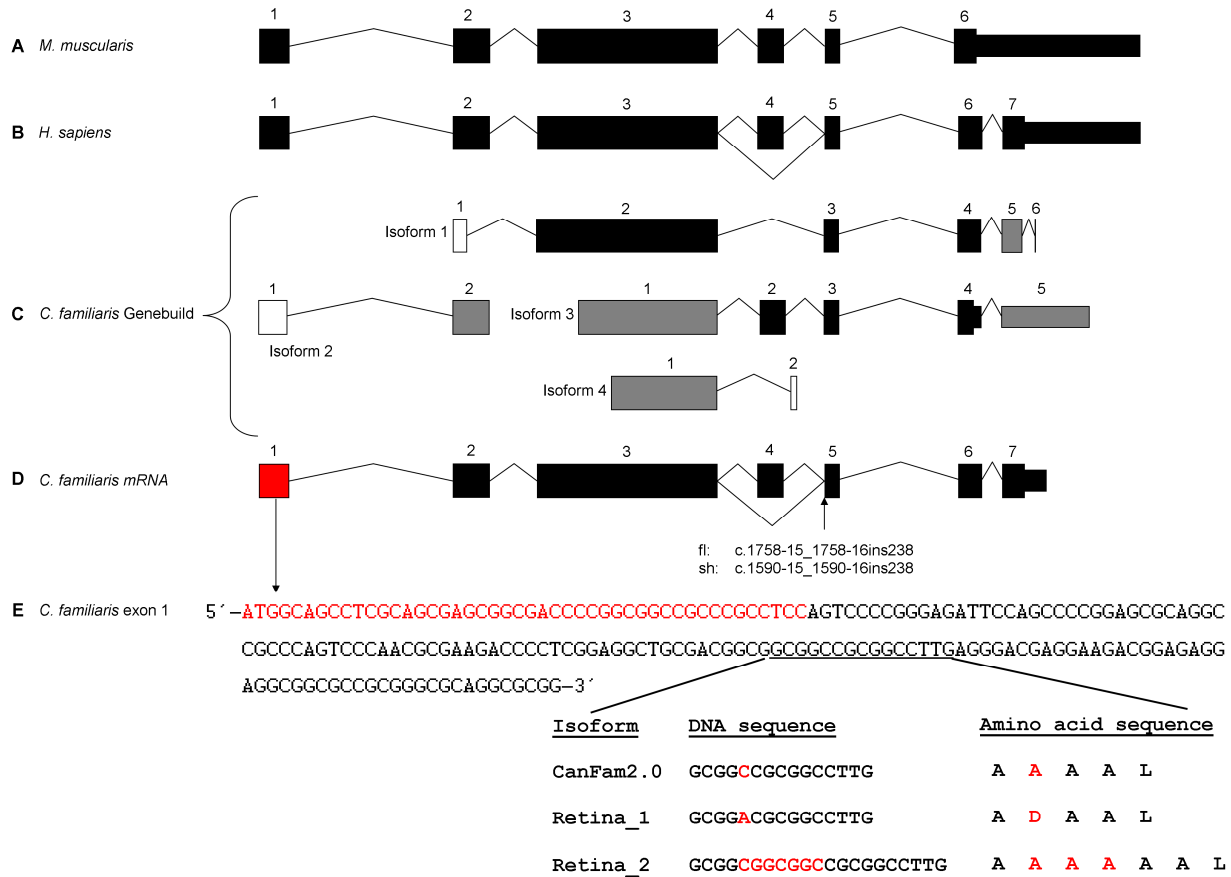 1 2 3 4 5 6
A M. muscularis
1 2 3 4 5 6 7
B H. sapiens
1 2 3 4 5 6
Isoform 1
1 2 1 2 3 4 5
C C. familiaris Genebuild Isoform 3
Isoform 2
1 2
Isoform 4
1 2 3 4 5 6 7
D C. familiaris mRNA
fl: c.1758-15_1758-16ins238
sh: c.1590-15_1590-16ins238
E C. familiaris exon 1 5´–ATGGCAGCCTCGCAGCGAGCGGCGACCCCGGCGGCCGCCCGCCTCCAGTCCCCGGGAGATTCCAGCCCCGGAGCGCAGGC
CGCCCAGTCCCAACGCGAAGACCCCTCGGAGGCTGCGACGGCGGCGGCCGCGGCCTTGAGGGACGAGGAAGACGGAGAGG
AGGCGGCGCCGCGGGCGCAGGCGCGG–3´
Isoform DNA sequence Amino acid sequence
CanFam2.0 GCGGCCGCGGCCTTG A A A A L
Retina_1 GCGGACGCGGCCTTG A D A A L
Retina_2 GCGGCGGCGGCCGCGGCCTTG A A A A A A L